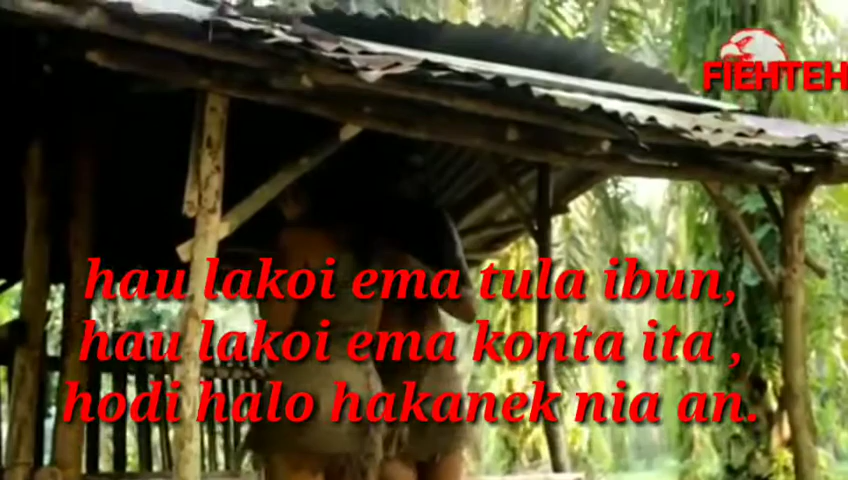 FIEHTEH
hau lakoi ema tula ibun,
hau lakoi ema konta ita ,
hodi halo hakanek nia an.